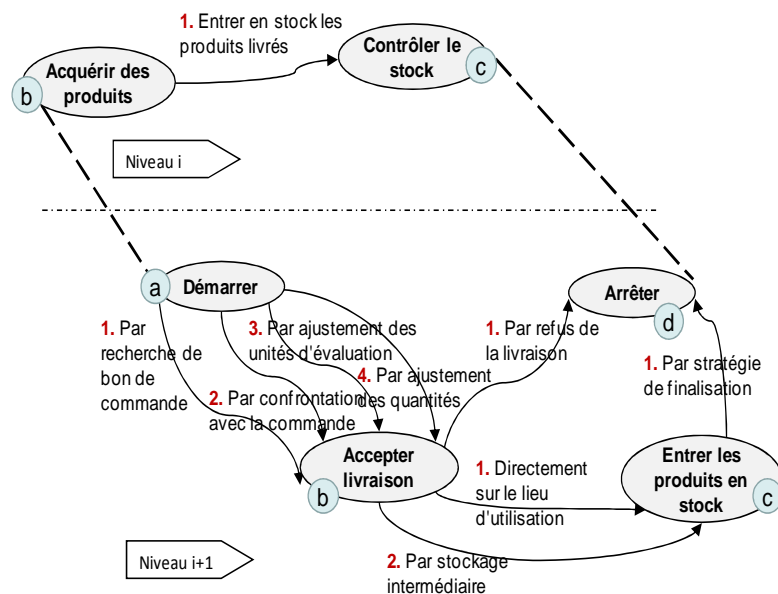 1. Entrer en stock les
produits livrés
Acquérir des
produits
b
Contrôler le
stock
c
Niveau i
a
Démarrer
Arrêter
d
1. Par
recherche de
bon de
commande
3. Par ajustement des
unités d'évaluation
2. Par confrontation
avec la commande
4. Par ajustement
des quantités
1. Par refus de
la livraison
1. Par stratégie
de finalisation
Accepter
livraison
b
1. Directement
sur le lieu
d'utilisation
Entrer les
produits en
stock
c
2. Par stockage
intermédiaire
Niveau i+1